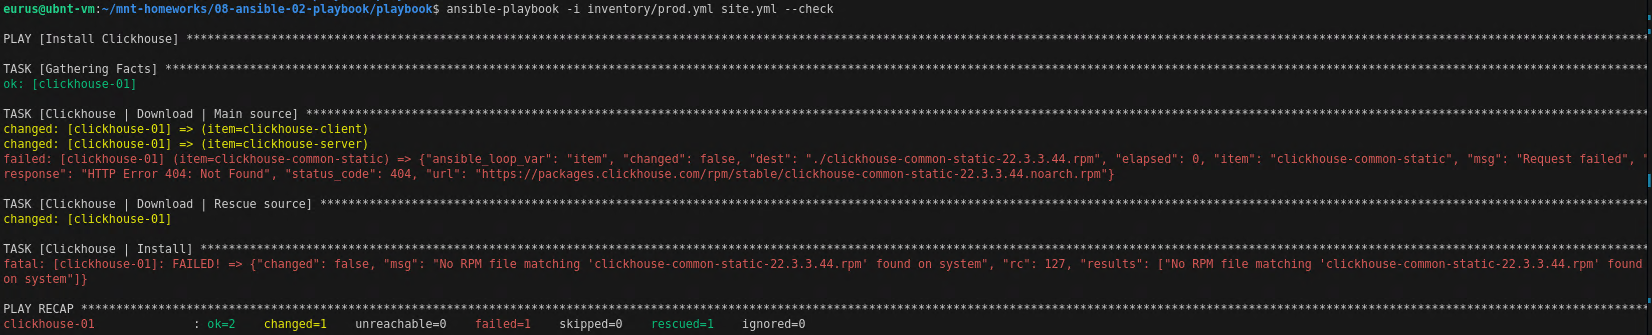 eurus@ubnt-vm:~/mnt-homeworks/08-ansible-02-playbook/playbook$ ansible-playbook -i inventory/prod.yml site.yml --check
PLAY [Install Clickhouse] ****************************************************************************************************
TASK [Gathering Facts] ****************************************************************************************************
ok: [clickhouse-01]
TASK [Clickhouse | Download | Main source] ****************************************************************************************************
changed: [clickhouse-01] => (item=clickhouse-client)
changed: [clickhouse-01] => (item=clickhouse-server)
failed: [clickhouse-01] (item=clickhouse-common-static) => {"ansible_loop_var": "item", "changed": false, "dest": "./clickhouse-common-static-22.3.3.44.rpm", "elapsed": 0, "item": "clickhouse-common-static", "msg": "Request failed", "
response": "HTTP Error 404: Not Found", "status_code": 404, "url": "https://packages.clickhouse.com/rpm/stable/clickhouse-common-static-22.3.3.44.noarch.rpm"}
TASK [Clickhouse | Download | Rescue source] ****************************************************************************************************
changed: [clickhouse-01]
TASK [Clickhouse | Install] ****************************************************************************************************
fatal: [clickhouse-01]: FAILED! => {"changed": false, "msg": "No RPM file matching 'clickhouse-common-static-22.3.3.44.rpm' found on system", "rc": 127, "results": ["No RPM file matching 'clickhouse-common-static-22.3.3.44.rpm' found
on system"]}
PLAY RECAP ****************************************************************************************************
clickhouse-01 : ok=2 changed=1 unreachable=0 failed=1 skipped=0 rescued=1 ignored=0